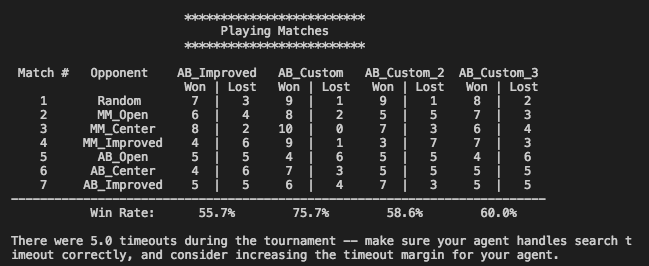 *************************
Playing Matches
*************************
Match # Opponent AB_Improved AB_Custom AB_Custom_2 AB_Custom_3
Won | Lost Won | Lost Won | Lost Won | Lost
1 Random 7 | 3 9 | 1 9 | 1 8 | 2
2 MM_Open 6 | 4 8 | 2 5 | 5 7 | 3
3 MM_Center 8 | 2 10 | 0 7 | 3 6 | 4
4 MM_Improved 4 | 6 9 | 1 3 | 7 7 | 3
5 AB_Open 5 | 5 4 | 6 5 | 5 4 | 6
6 AB_Center 4 | 6 7 | 3 5 | 5 5 | 5
7 AB_Improved 5 | 5 6 | 4 7 | 3 5 | 5
--------------------------------------------------------------------------
Win Rate: 55.7% 75.7% 58.6% 60.0%
There were 5.0 timeouts during the tournament -- make sure your agent handles search t
imeout correctly, and consider increasing the timeout margin for your agent.